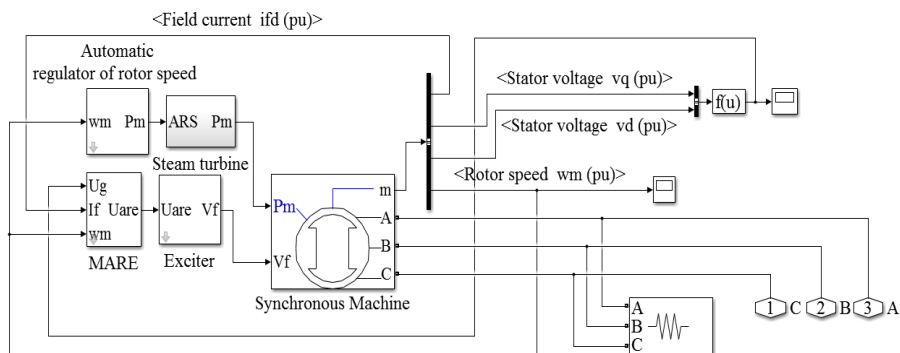 <Field current ifd (pu)>
Automatic
regulator of rotor speed
<Stator voltage vq (pu)>
f(u)
wm Pm
ARS Pm
<Stator voltage vd (pu)>
Steam turbine
<Rotor speed wm (pu)>
Ug
If Uare
wm
Uare Vf
MARE
Exciter
m
Pm
A
B
C
Vf
Synchronous Machine
1 C
2 B
3 A
A
B
C